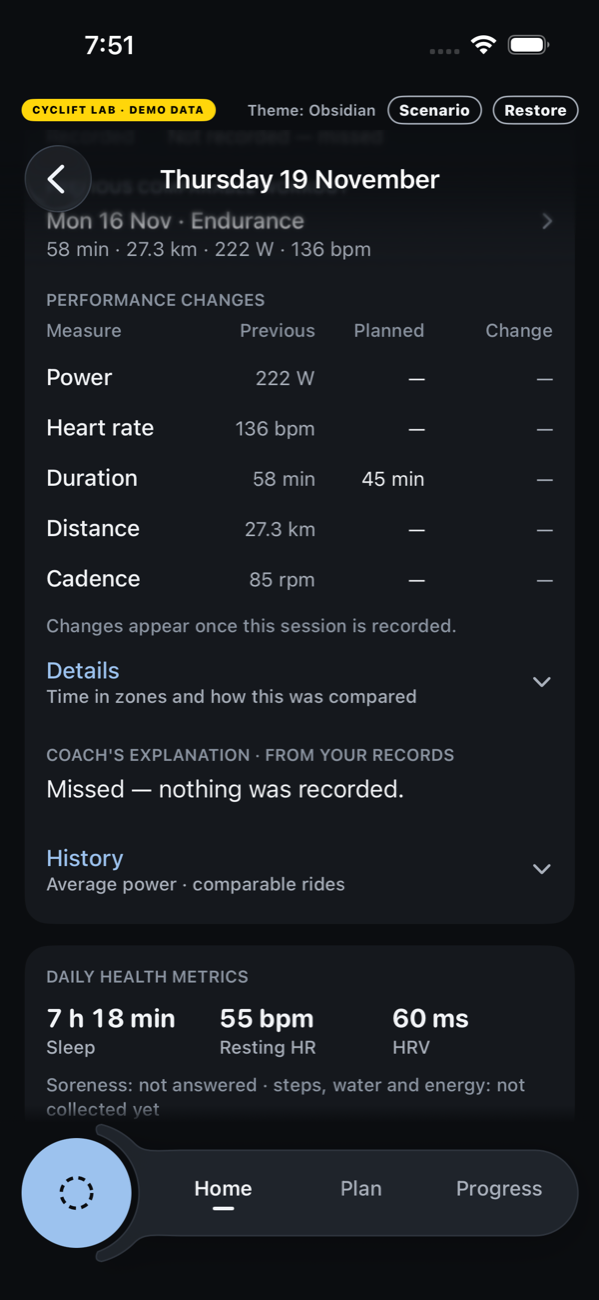 7:51
CYCLIFT LAB · DEMO DATA
Theme: Obsidian
Scenario
Restore
Recorded Not recorded — missed
Thursday 19 November
Mon 16 Nov · Endurance
58 min · 27.3 km · 222 W · 136 bpm
PERFORMANCE CHANGES
Measure Previous Planned Change
Power 222 W — —
Heart rate 136 bpm — —
Duration 58 min 45 min —
Distance 27.3 km — —
Cadence 85 rpm — —
Changes appear once this session is recorded.
Details
Time in zones and how this was compared
COACH'S EXPLANATION · FROM YOUR RECORDS
Missed — nothing was recorded.
History
Average power · comparable rides
DAILY HEALTH METRICS
7 h 18 min 55 bpm 60 ms
Sleep Resting HR HRV
Soreness: not answered · steps, water and energy: not
collected yet
Home Plan Progress